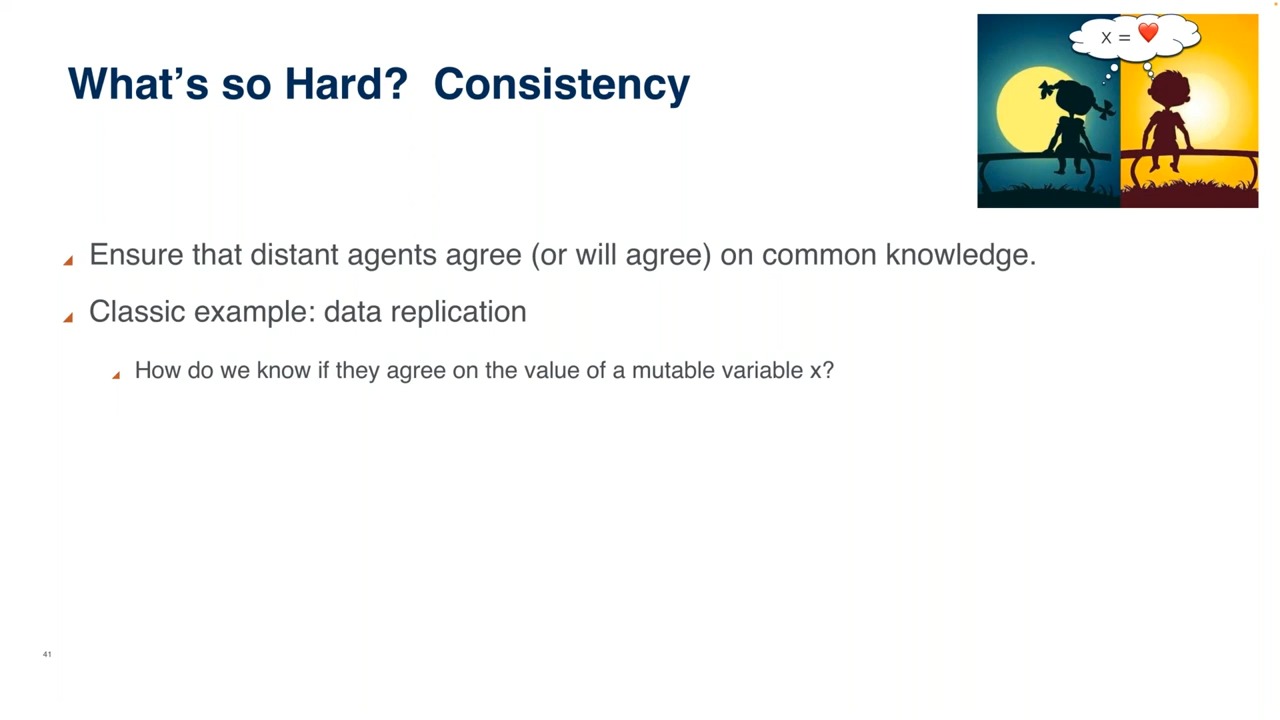 x = ❤️
What’s so Hard?  Consistency
Ensure that distant agents agree (or will agree) on common knowledge.
Classic example: data replication
How do we know if they agree on the value of a mutable variable x?
41